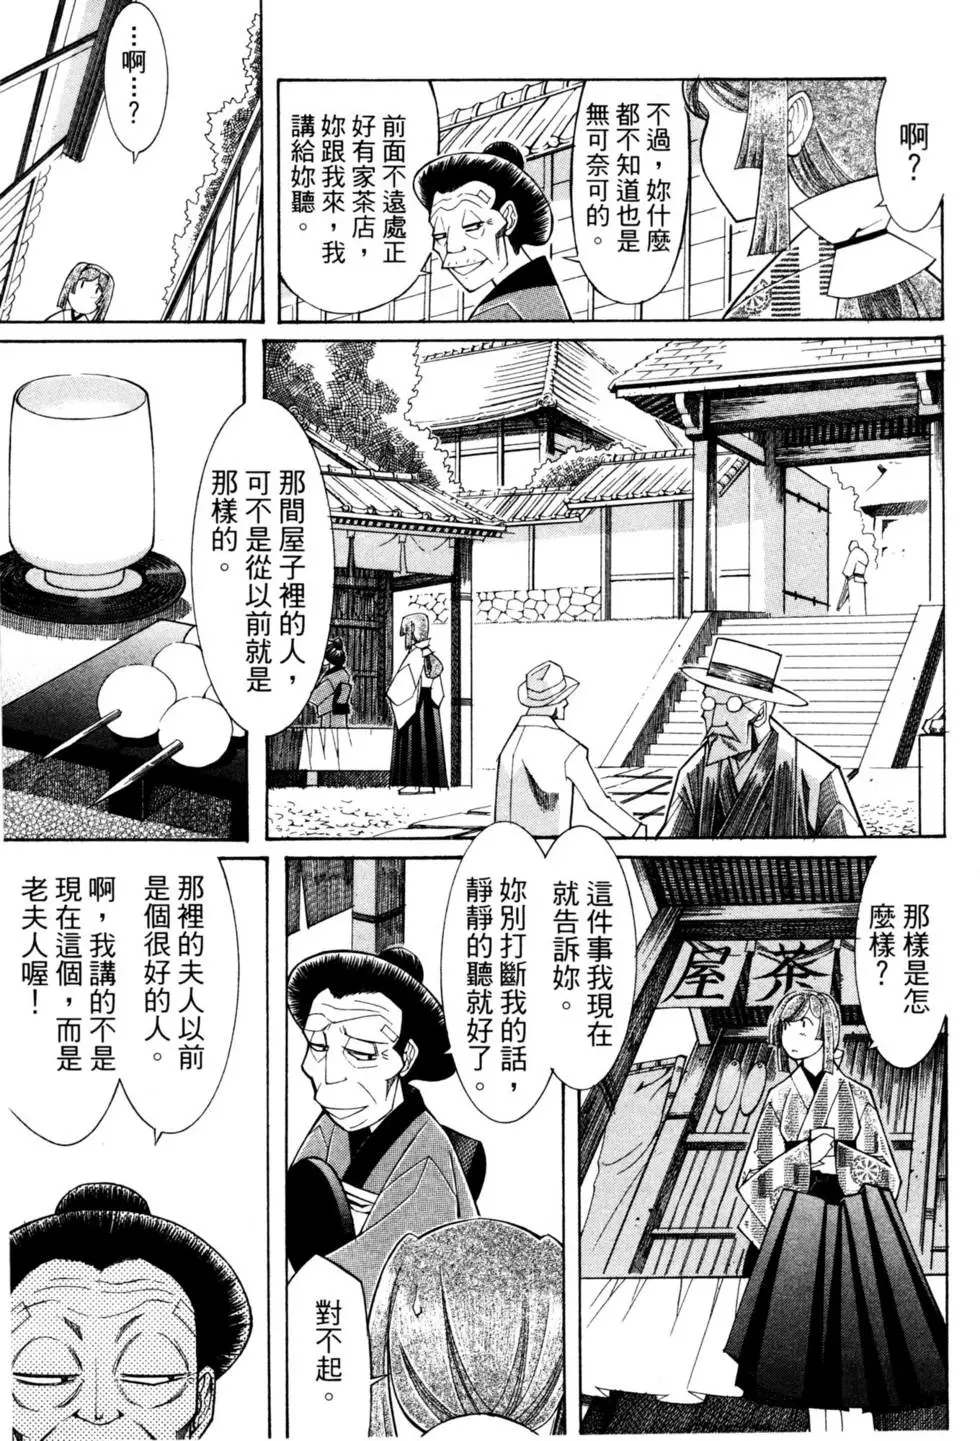 啊？
不過，妳什麼
都不知道也是
無可奈何的。
前面不遠處正
好有家茶店，
妳跟我來，我
講給妳聽。
…啊…？
那間屋子裡的人，
可不是從以前就是
那樣的。
那樣是怎
麼樣？
茶屋
這件事我現在
就告訴妳。
妳別打斷我的話，
靜靜的聽就好了。
對不起。
那裡的夫人以前
是個很好的人。
啊，我講的不是
現在這個，而是
老夫人喔！